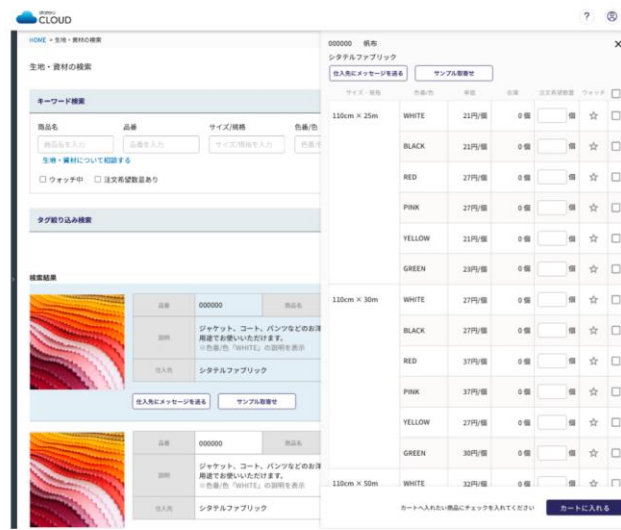 sitateru
CLOUD
?
HOME > 生地・資材の検索
生地・資材の検索
キーワード検索
商品名 品番 サイズ/規格 色番/色
商品名を入力 品番を入力 サイズ/規格を入力
生地・資材について相談する
ウォッチ中 注文希望数量あり
タグ絞り込み検索
検索結果
品番 000000 商品名
説明 ジャケット、コート、パンツなどのお洋
用途でお使いいただけます。
※色番/色「WHITE」の説明を表示
仕入先 シタテルファブリック
仕入先にメッセージを送る サンプル取寄せ
品番 000000 商品名
説明 ジャケット、コート、パンツなどのお洋
用途でお使いいただけます。
※色番/色「WHITE」の説明を表示
仕入先 シタテルファブリック
000000 帆布
シタテルファブリック
仕入先にメッセージを送る サンプル取寄せ
サイズ・規格 色番/色 単価 在庫 注文希望数量 ウォッチ
110cm × 25m WHITE 21円/個 0 個 個
BLACK 21円/個 0 個 個
RED 27円/個 0 個 個
PINK 27円/個 0 個 個
YELLOW 21円/個 0 個 個
GREEN 23円/個 0 個 個
110cm × 30m WHITE 27円/個 0 個 個
BLACK 27円/個 0 個 個
RED 37円/個 0 個 個
PINK 37円/個 0 個 個
YELLOW 27円/個 0 個 個
GREEN 30円/個 0 個 個
110cm × 50m WHITE 32円/個 0 個 個
カートへ入れたい商品にチェックを入れてください カートに入れる